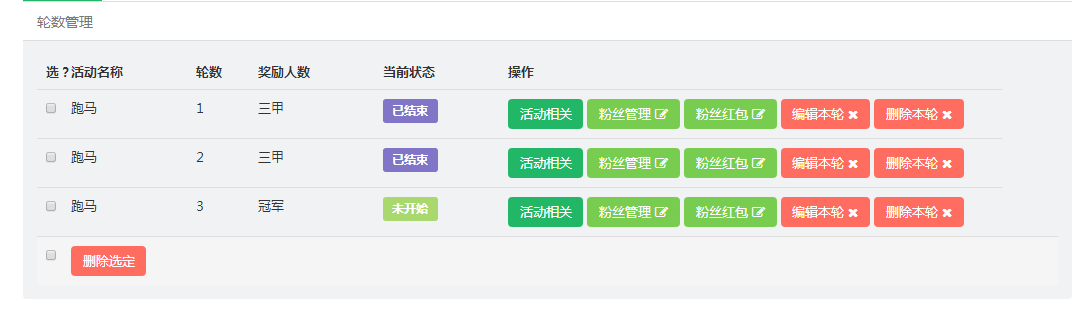 轮数管理
选？活动名称 轮数 奖励人数 当前状态 操作
跑马 1 三甲 已结束 活动相关 粉丝管理 粉丝红包 编辑本轮 删除本轮
跑马 2 三甲 已结束 活动相关 粉丝管理 粉丝红包 编辑本轮 删除本轮
跑马 3 冠军 未开始 活动相关 粉丝管理 粉丝红包 编辑本轮 删除本轮
删除选定